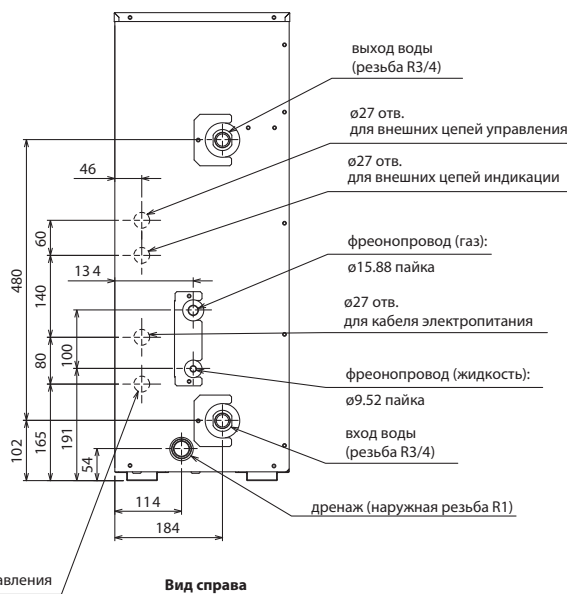 выход воды
(резьба R3/4)
ø27 отв.
для внешних цепей управления
46
ø27 отв.
для внешних цепей индикации
60
480
134
фреонопровод (газ):
ø15.88 пайка
140
ø27 отв.
для кабеля электропитания
100
80
фреонопровод (жидкость):
ø9.52 пайка
102
165
191
54
вход воды
(резьба R3/4)
114
184
дренаж (наружная резьба R1)
авления
Вид справа